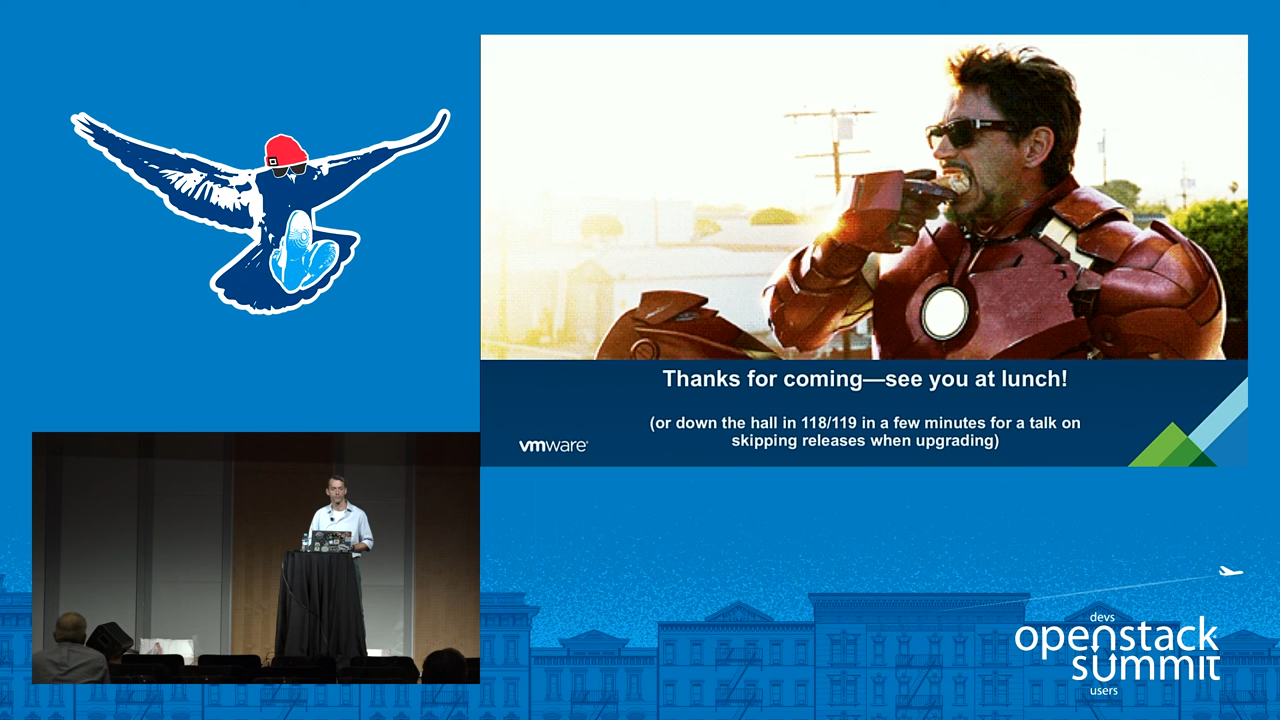 Thanks for coming—see you at lunch!
(or down the hall in 118/119 in a few minutes for a talk on
skipping releases when upgrading)
vmware
devs
openstack
summit
users